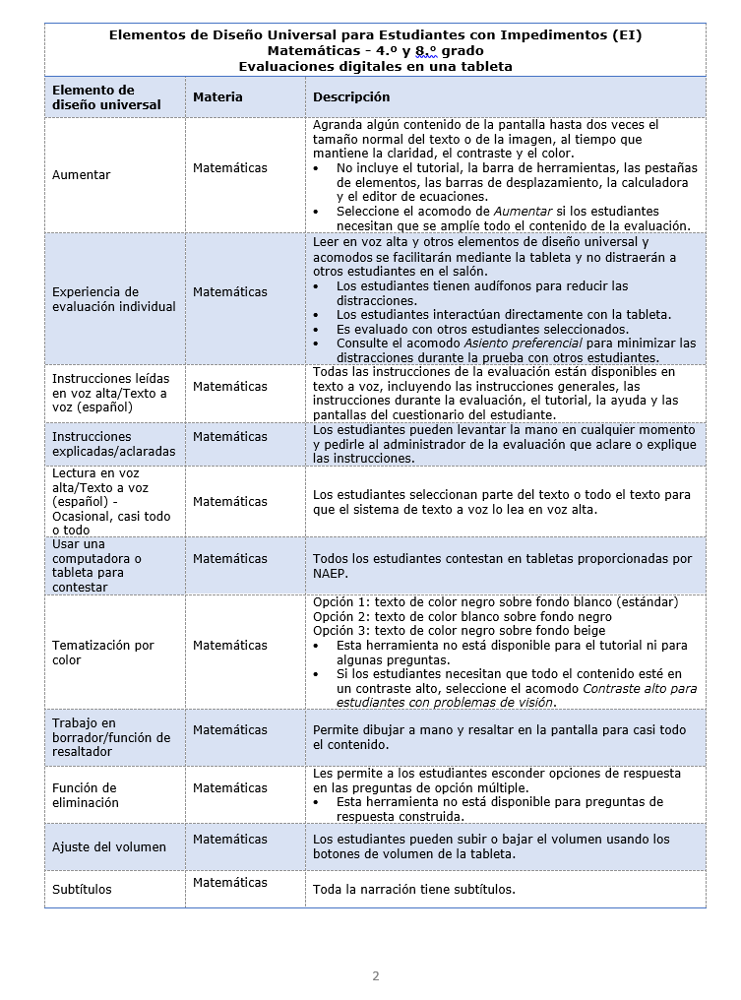 Elementos de Diseño Universal para Estudiantes con Impedimentos (EI)
Matemáticas - 4.º y 8.º grado
Evaluaciones digitales en una tableta
Elemento de
diseño universal
Materia
Descripción
Aumentar
Matemáticas
Agranda algún contenido de la pantalla hasta dos veces el
tamaño normal del texto o de la imagen, al tiempo que
mantiene la claridad, el contraste y el color.
• No incluye el tutorial, la barra de herramientas, las pestañas
de elementos, las barras de desplazamiento, la calculadora
y el editor de ecuaciones.
• Seleccione el acomodo de Aumentar si los estudiantes
necesitan que se amplíe todo el contenido de la evaluación.
Experiencia de
evaluación individual
Matemáticas
Leer en voz alta y otros elementos de diseño universal y
acomodos se facilitarán mediante la tableta y no distraerán a
otros estudiantes en el salón.
• Los estudiantes tienen audífonos para reducir las
distracciones.
• Los estudiantes interactúan directamente con la tableta.
• Es evaluado con otros estudiantes seleccionados.
• Consulte el acomodo Asiento preferencial para minimizar las
distracciones durante la prueba con otros estudiantes.
Instrucciones leídas
en voz alta/Texto a
voz (español)
Matemáticas
Todas las instrucciones de la evaluación están disponibles en
texto a voz, incluyendo las instrucciones generales, las
instrucciones durante la evaluación, el tutorial, la ayuda y las
pantallas del cuestionario del estudiante.
Instrucciones
explicadas/aclaradas
Matemáticas
Los estudiantes pueden levantar la mano en cualquier momento
y pedirle al administrador de la evaluación que aclare o explique
las instrucciones.
Lectura en voz
alta/Texto a voz
(español) -
Ocasional, casi todo
o todo
Matemáticas
Los estudiantes seleccionan parte del texto o todo el texto para
que el sistema de texto a voz lo lea en voz alta.
Usar una
computadora o
tableta para
contestar
Matemáticas
Todos los estudiantes contestan en tabletas proporcionadas por
NAEP.
Tematización por
color
Matemáticas
Opción 1: texto de color negro sobre fondo blanco (estándar)
Opción 2: texto de color blanco sobre fondo negro
Opción 3: texto de color negro sobre fondo beige
• Esta herramienta no está disponible para el tutorial ni para
algunas preguntas.
• Si los estudiantes necesitan que todo el contenido esté en
un contraste alto, seleccione el acomodo Contraste alto para
estudiantes con problemas de visión.
Trabajo en
borrador/función de
resaltador
Matemáticas
Permite dibujar a mano y resaltar en la pantalla para casi todo
el contenido.
Función de
eliminación
Matemáticas
Les permite a los estudiantes esconder opciones de respuesta
en las preguntas de opción múltiple.
• Esta herramienta no está disponible para preguntas de
respuesta construida.
Ajuste del volumen
Matemáticas
Los estudiantes pueden subir o bajar el volumen usando los
botones de volumen de la tableta.
Subtítulos
Matemáticas
Toda la narración tiene subtítulos.
2